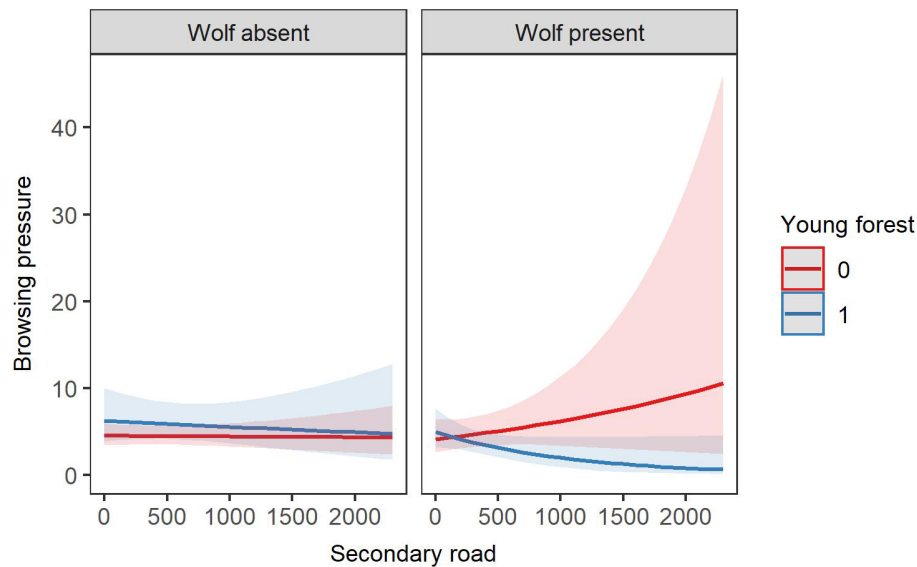 Wolf absent
Wolf present
Browsing pressure
40
30
20
10
0
0 500 1000 1500 2000
0 500 1000 1500 2000
Secondary road
Young forest
0
1